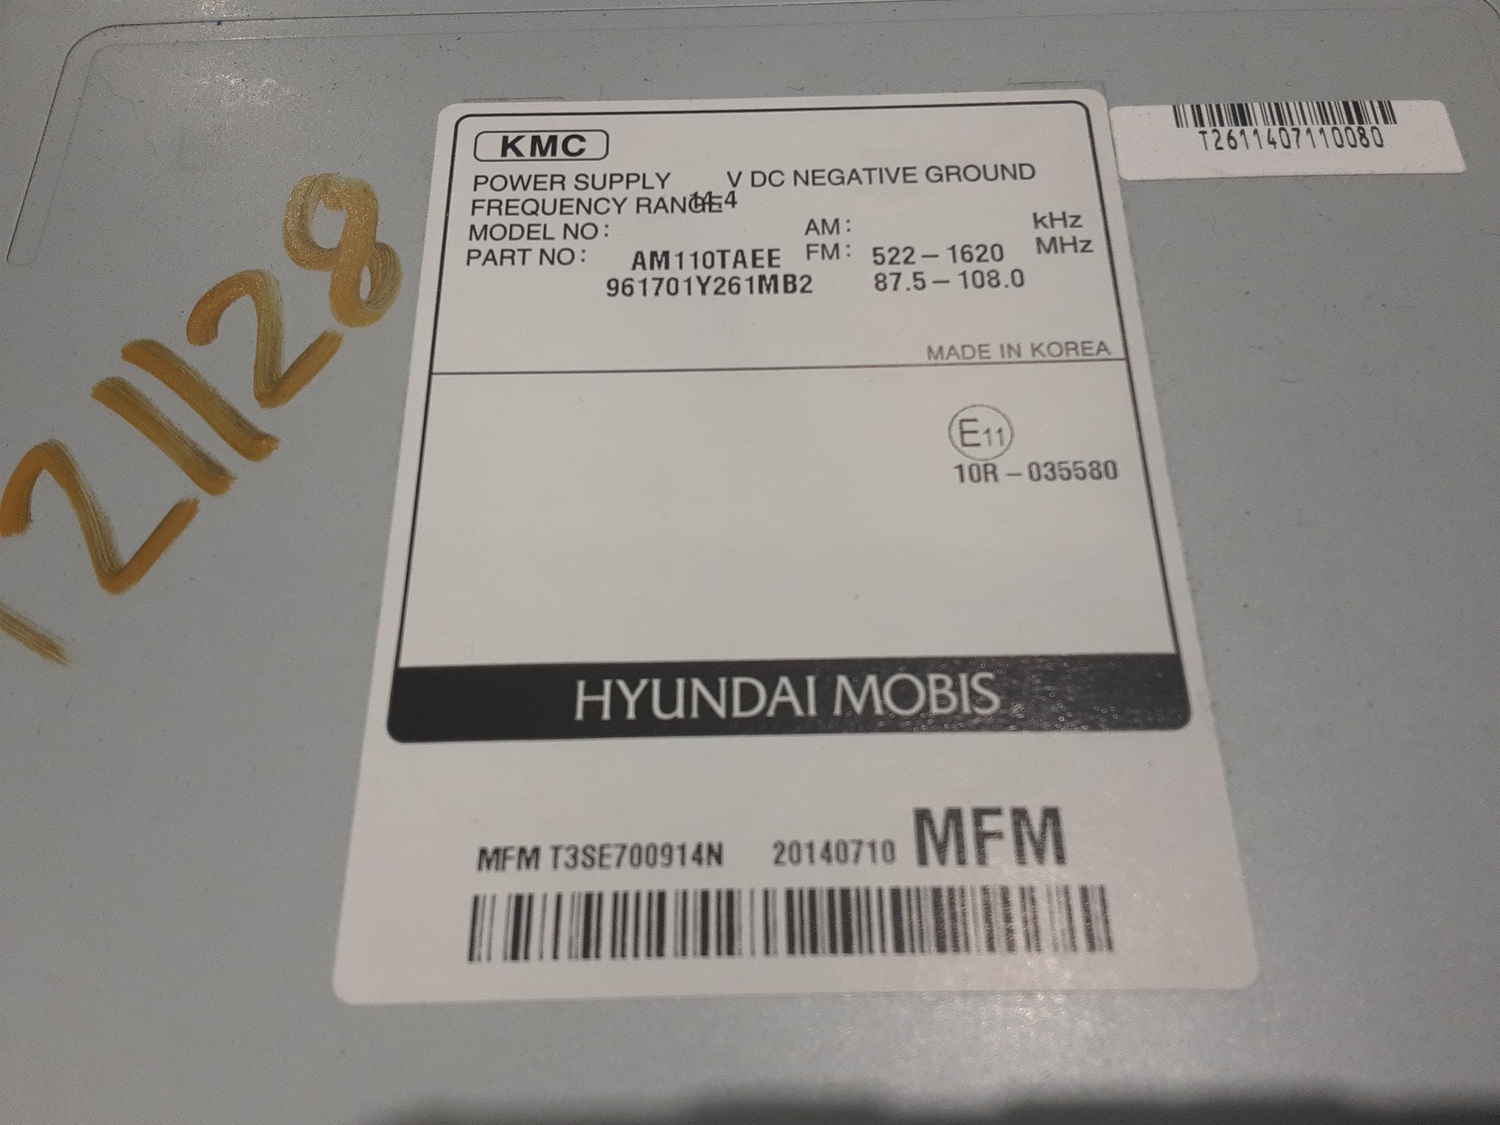 KMC
POWER SUPPLY 14.4 V DC NEGATIVE GROUND
FREQUENCY RANGE
MODEL NO: AM: kHz
PART NO: FM: MHz
AM110TAEE 522-1620
961701Y261MB2 87.5-108.0
MADE IN KOREA
E11
10R-035580
HYUNDAI MOBIS
MFM T3SE700914N 20140710 MFM
T2611407110080
121128